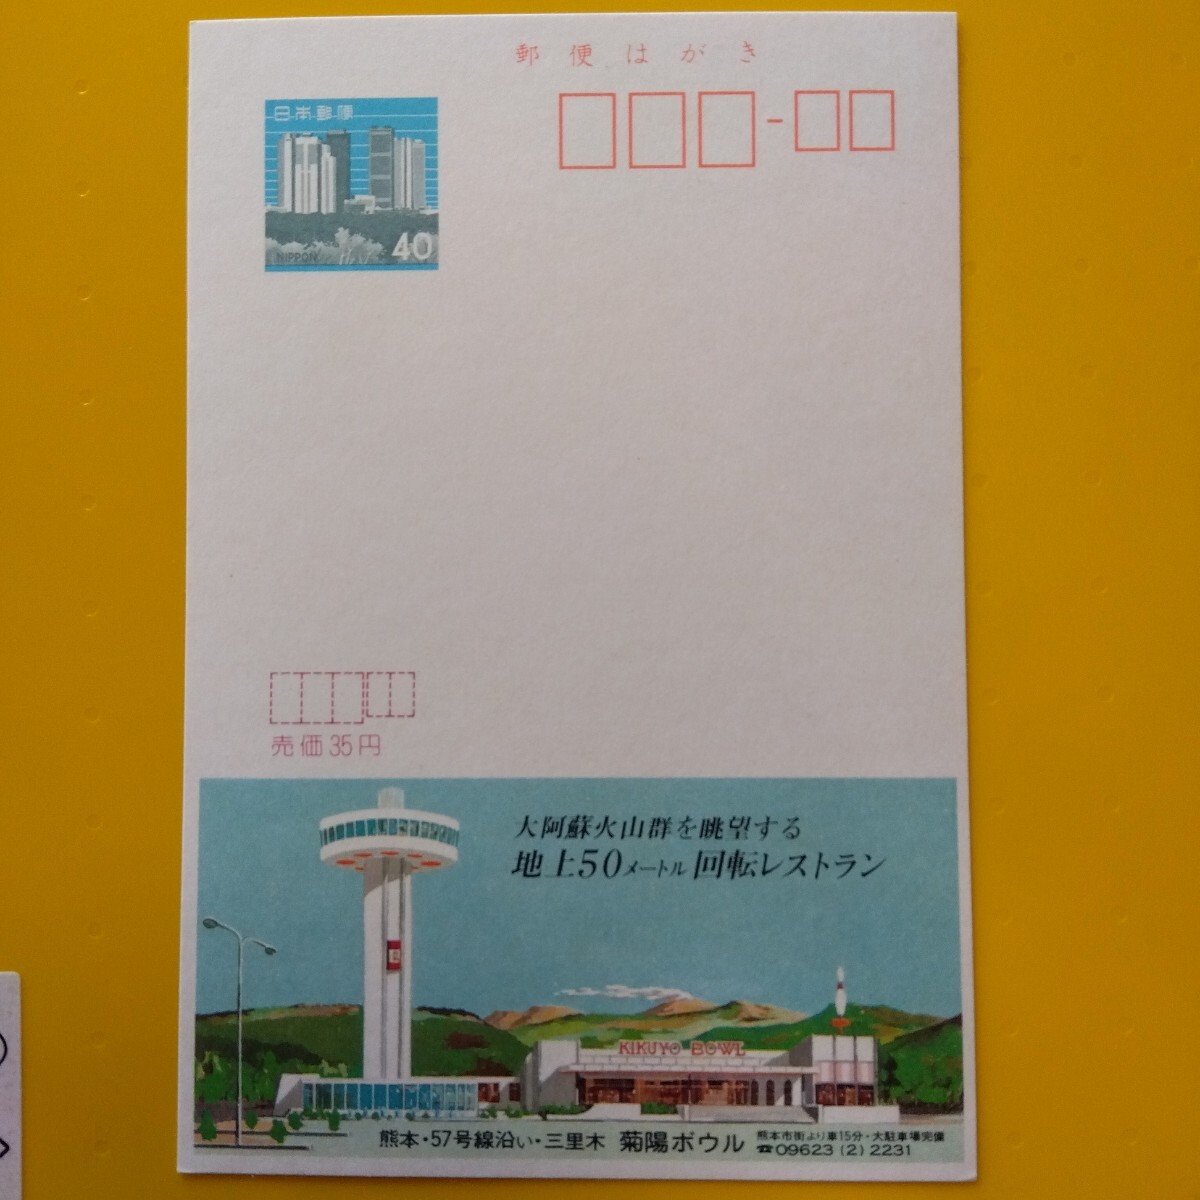 郵便はがき
日本郵便
NIPPON
40
売価35円
大阿蘇火山群を眺望する
地上50メートル 回転レストラン
KIKUYO BOWL
熊本・57号線沿い・三里木 菊陽ボウル
熊本市街より車15分・大駐車場完備
☎09623(2)2231